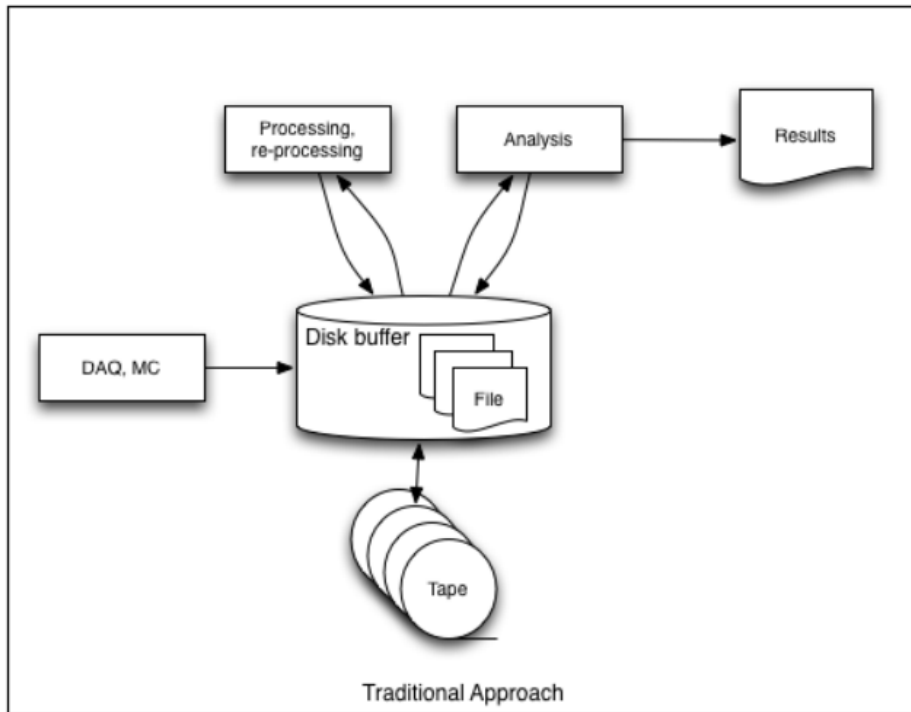 Processing,
re-processing
Analysis
Results
DAQ, MC
Disk buffer
File
Tape
Traditional Approach